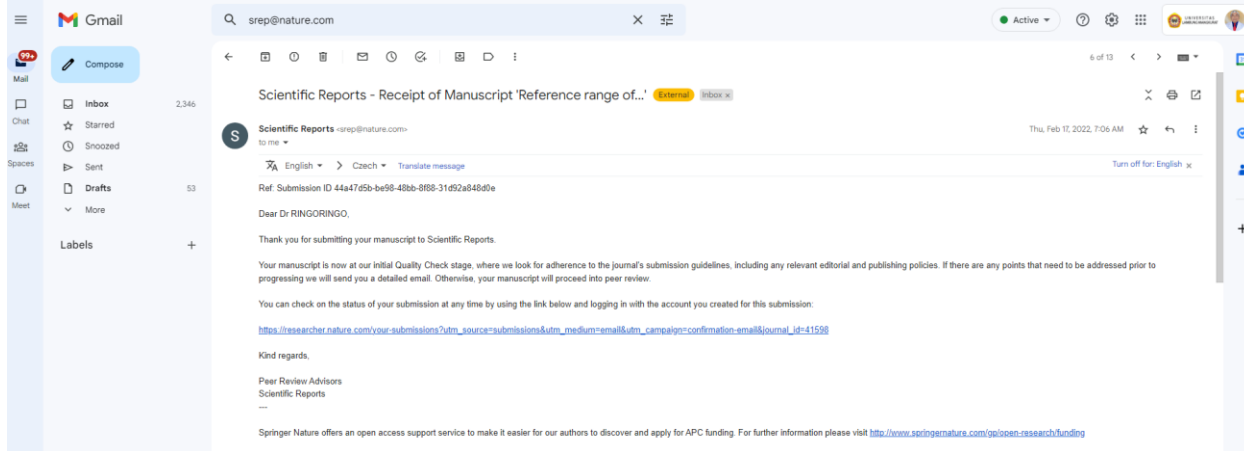 Gmail
srep@nature.com
Active
99+
Mail
Compose
6 of 13
Inbox 2,346
Scientific Reports - Receipt of Manuscript 'Reference range of...' External Inbox x
Chat
Starred
S
Scientific Reports <srep@nature.com>
Thu, Feb 17, 2022, 7:06 AM
Snoozed
to me
Spaces
Sent
English > Czech Translate message
Turn off for: English x
Drafts 53
Ref: Submission ID 44a47d5b-be98-48bb-8f88-31d92a848d0e
Meet
More
Dear Dr RINGORINGO,
Labels +
Thank you for submitting your manuscript to Scientific Reports.
Your manuscript is now at our initial Quality Check stage, where we look for adherence to the journal's submission guidelines, including any relevant editorial and publishing policies. If there are any points that need to be addressed prior to
progressing we will send you a detailed email. Otherwise, your manuscript will proceed into peer review.
You can check on the status of your submission at any time by using the link below and logging in with the account you created for this submission:
https://researcher.nature.com/your-submissions?utm_source=submissions&utm_medium=email&utm_campaign=confirmation-email&journal_id=41598
Kind regards,
Peer Review Advisors
Scientific Reports
---
Springer Nature offers an open access support service to make it easier for our authors to discover and apply for APC funding. For further information please visit http://www.springernature.com/gp/open-research/funding